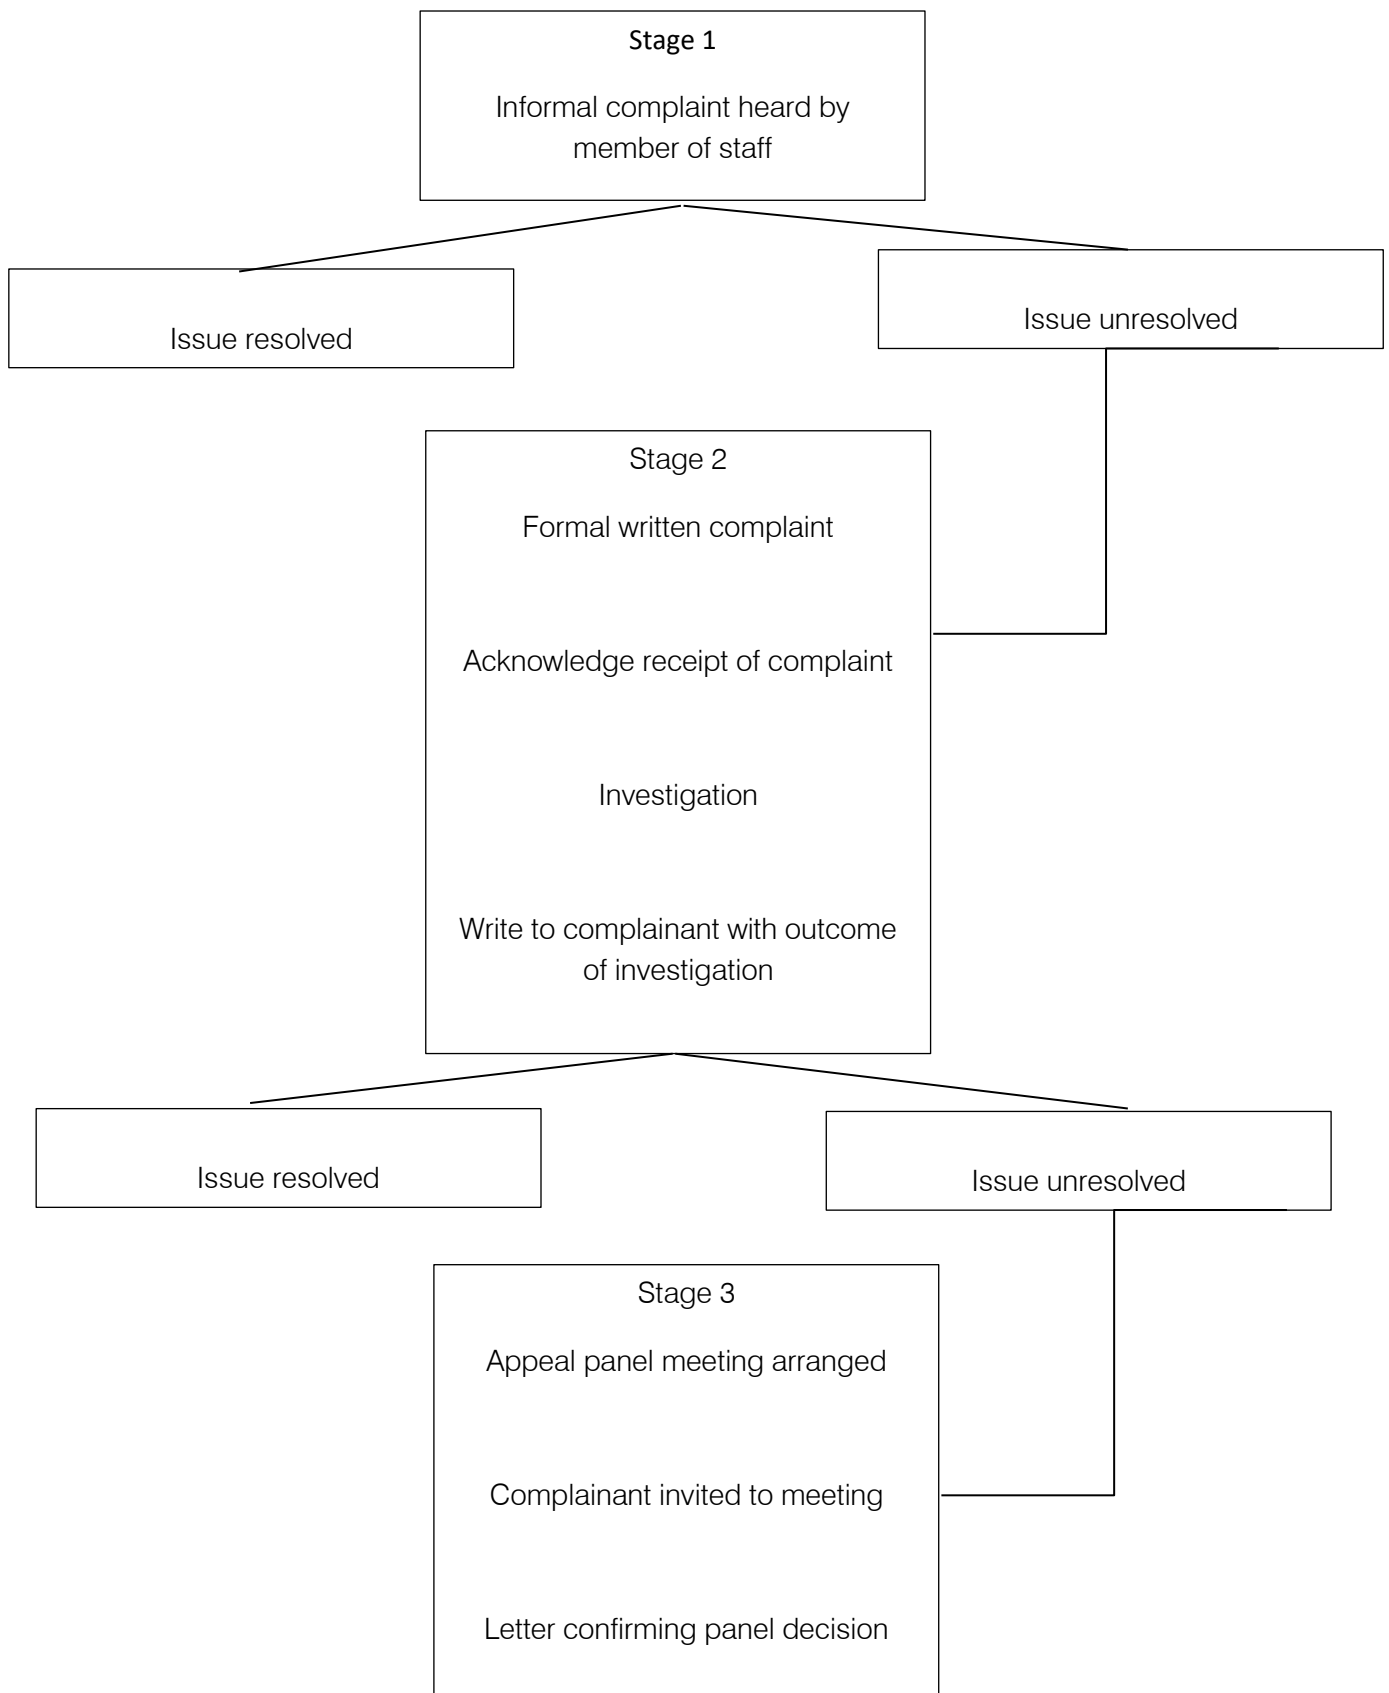 Stage 1
Informal complaint heard by
member of staff
Issue resolved
Issue unresolved
Stage 2
Formal written complaint
Acknowledge receipt of complaint
Investigation
Write to complainant with outcome
of investigation
Issue resolved
Issue unresolved
Stage 3
Appeal panel meeting arranged
Complainant invited to meeting
Letter confirming panel decision